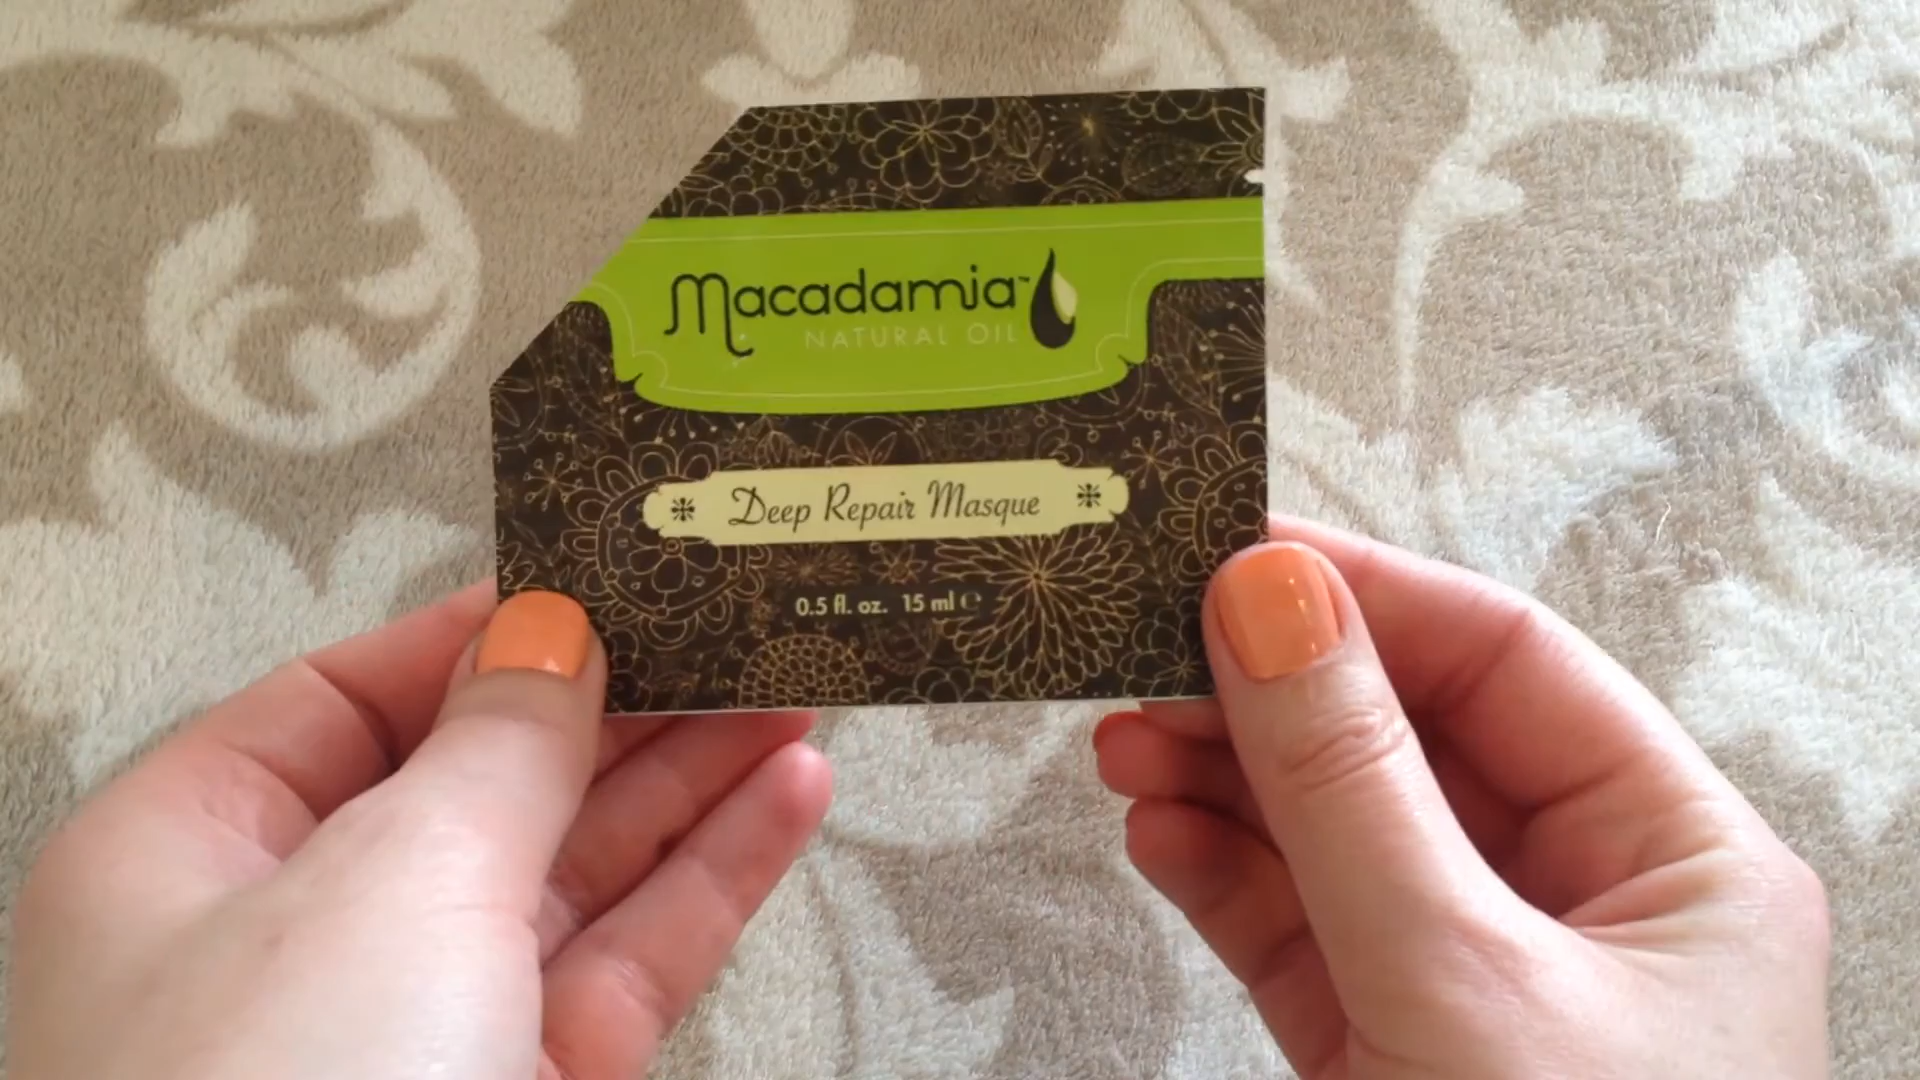 Macadamia™
NATURAL OIL
Deep Repair Masque
0.5 fl. oz. 15 ml ℮